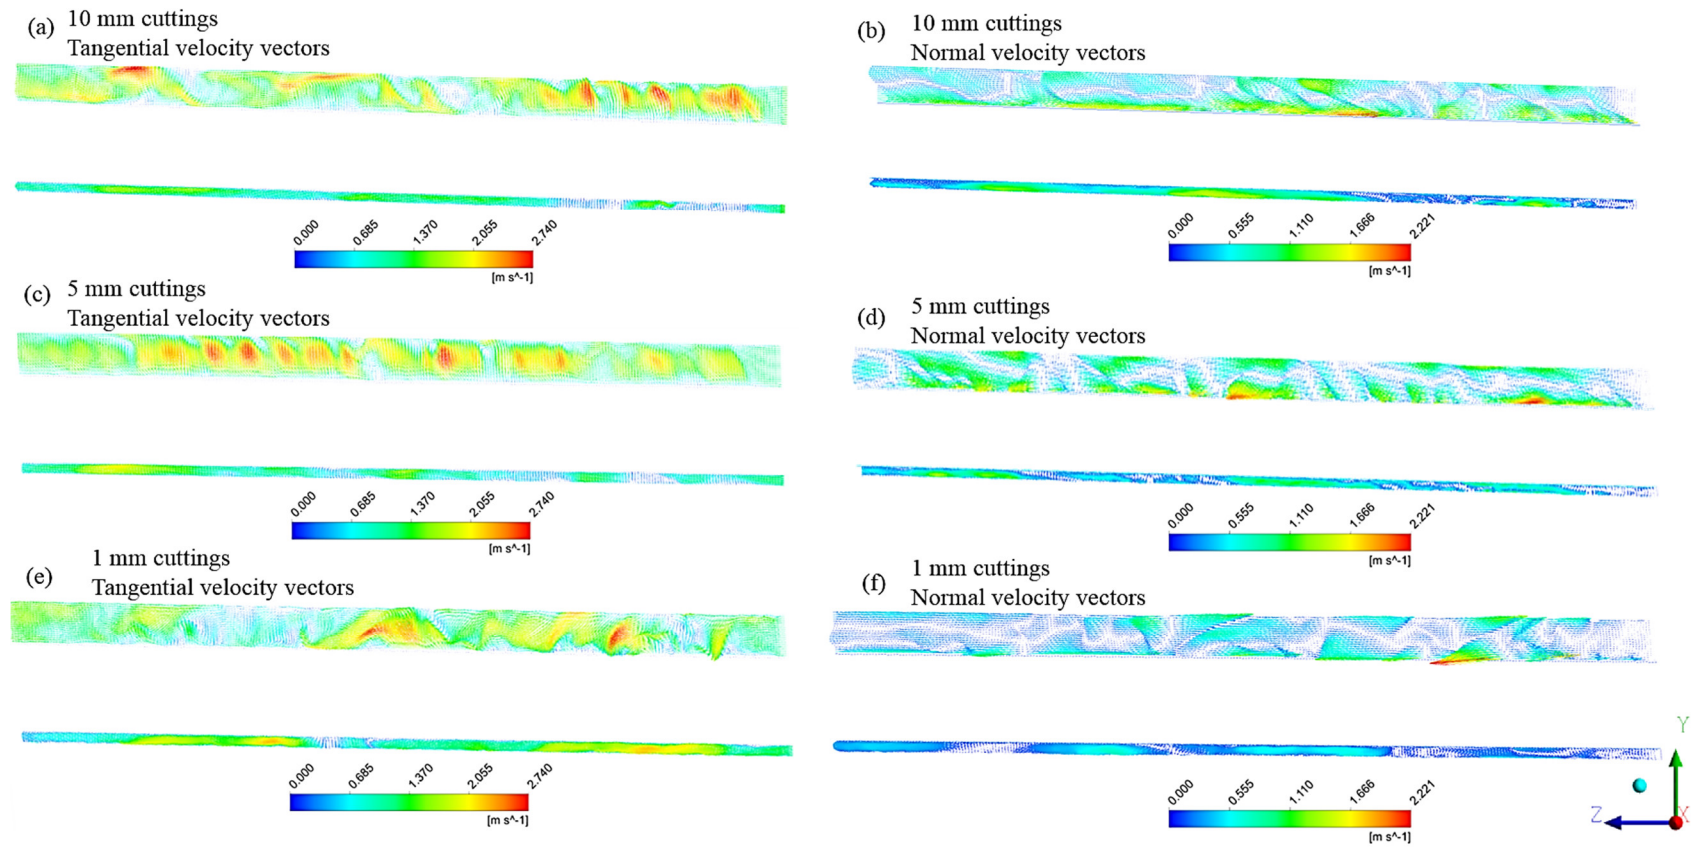 (a) 10 mm cuttings
Tangential velocity vectors
(b) 10 mm cuttings
Normal velocity vectors
0.000 0.685 1.370 2.055 2.740
[m s^-1]
0.000 0.555 1.110 1.666 2.221
[m s^-1]
(c) 5 mm cuttings
Tangential velocity vectors
(d) 5 mm cuttings
Normal velocity vectors
0.000 0.685 1.370 2.055 2.740
[m s^-1]
0.000 0.555 1.110 1.666 2.221
[m s^-1]
(e) 1 mm cuttings
Tangential velocity vectors
(f) 1 mm cuttings
Normal velocity vectors
0.000 0.685 1.370 2.055 2.740
[m s^-1]
0.000 0.555 1.110 1.666 2.221
[m s^-1]
Y
Z X